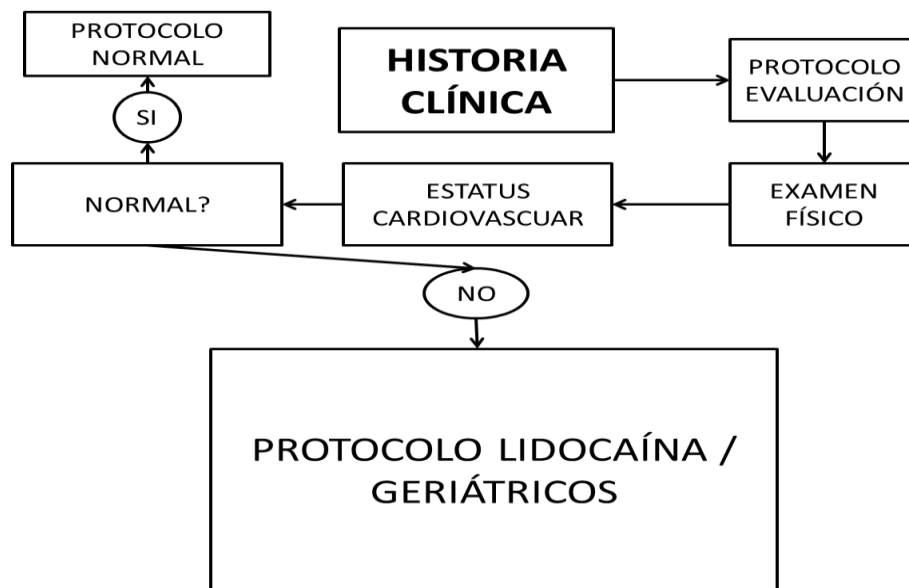 PROTOCOLO
NORMAL
SI
HISTORIA
CLÍNICA
PROTOCOLO
EVALUACIÓN
NORMAL?
ESTATUS
CARDIOVASCUAR
EXAMEN
FÍSICO
NO
PROTOCOLO LIDOCAÍNA /
GERIÁTRICOS